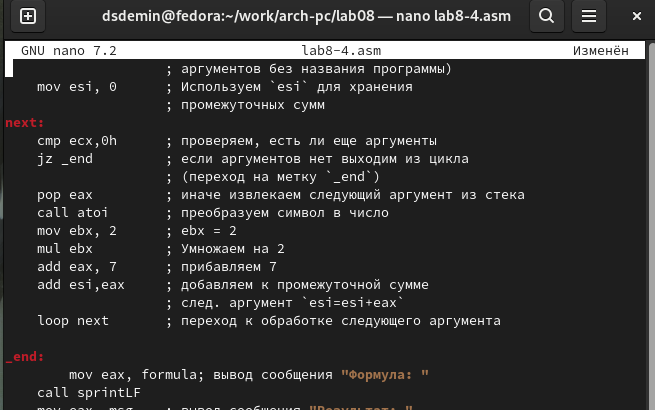 dsdemin@fedora:~/work/arch-pc/lab08 — nano lab8-4.asm
GNU nano 7.2 lab8-4.asm Изменён
; аргументов без названия программы)
mov esi, 0 ; Используем `esi` для хранения
; промежуточных сумм
next:
cmp ecx,0h ; проверяем, есть ли еще аргументы
jz _end ; если аргументов нет выходим из цикла
; (переход на метку `_end`)
pop eax ; иначе извлекаем следующий аргумент из стека
call atoi ; преобразуем символ в число
mov ebx, 2 ; ebx = 2
mul ebx ; Умножаем на 2
add eax, 7 ; прибавляем 7
add esi,eax ; добавляем к промежуточной сумме
; след. аргумент `esi=esi+eax`
loop next ; переход к обработке следующего аргумента
_end:
mov eax, formula; вывод сообщения "Формула: "
call sprintLF
mov eax, msg ; вывод сообщения "Результат: "